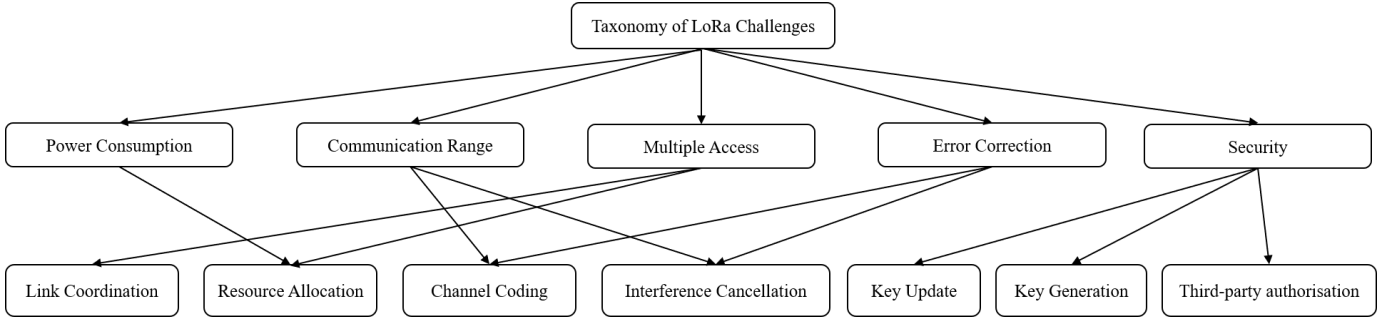 Taxonomy of LoRa Challenges
Power Consumption
Communication Range
Multiple Access
Error Correction
Security
Link Coordination
Resource Allocation
Channel Coding
Interference Cancellation
Key Update
Key Generation
Third-party authorisation